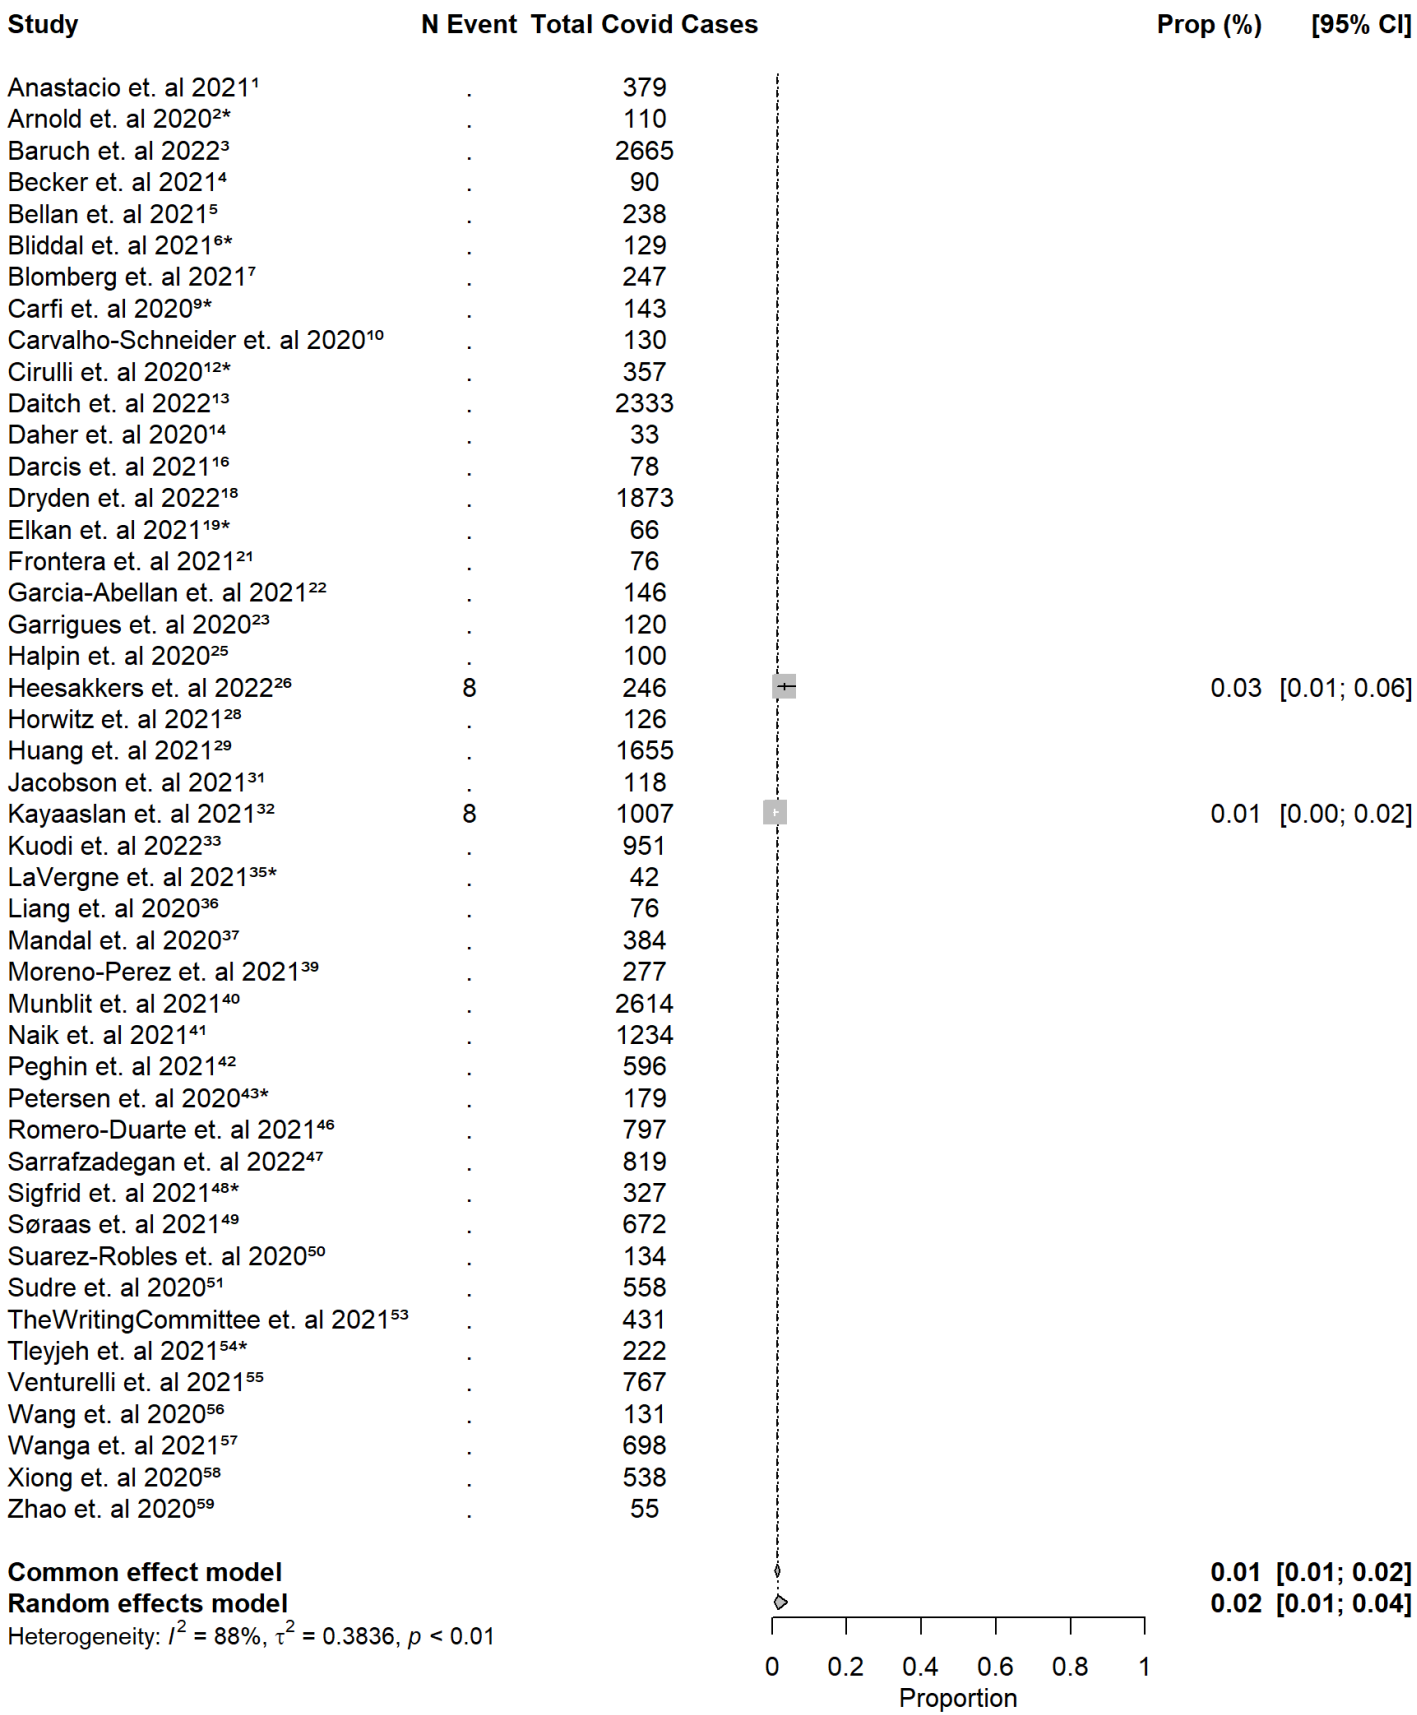 Study N Event Total Covid Cases Prop (%) [95% CI]
Anastacio et. al 2021¹ . 379
Arnold et. al 2020²* . 110
Baruch et. al 2022³ . 2665
Becker et. al 2021⁴ . 90
Bellan et. al 2021⁵ . 238
Bliddal et. al 2021⁶* . 129
Blomberg et. al 2021⁷ . 247
Carfi et. al 2020⁹* . 143
Carvalho-Schneider et. al 2020¹⁰ . 130
Cirulli et. al 2020¹²* . 357
Daitch et. al 2022¹³ . 2333
Daher et. al 2020¹⁴ . 33
Darcis et. al 2021¹⁶ . 78
Dryden et. al 2022¹⁸ . 1873
Elkan et. al 2021¹⁹* . 66
Frontera et. al 2021²¹ . 76
Garcia-Abellan et. al 2021²² . 146
Garrigues et. al 2020²³ . 120
Halpin et. al 2020²⁵ . 100
Heesakkers et. al 2022²⁶ 8 246 0.03 [0.01; 0.06]
Horwitz et. al 2021²⁸ . 126
Huang et. al 2021²⁹ . 1655
Jacobson et. al 2021³¹ . 118
Kayaaslan et. al 2021³² 8 1007 0.01 [0.00; 0.02]
Kuodi et. al 2022³³ . 951
LaVergne et. al 2021³⁵* . 42
Liang et. al 2020³⁶ . 76
Mandal et. al 2020³⁷ . 384
Moreno-Perez et. al 2021³⁹ . 277
Munblit et. al 2021⁴⁰ . 2614
Naik et. al 2021⁴¹ . 1234
Peghin et. al 2021⁴² . 596
Petersen et. al 2020⁴³* . 179
Romero-Duarte et. al 2021⁴⁶ . 797
Sarrafzadegan et. al 2022⁴⁷ . 819
Sigfrid et. al 2021⁴⁸* . 327
Søraas et. al 2021⁴⁹ . 672
Suarez-Robles et. al 2020⁵⁰ . 134
Sudre et. al 2020⁵¹ . 558
TheWritingCommittee et. al 2021⁵³ . 431
Tleyjeh et. al 2021⁵⁴* . 222
Venturelli et. al 2021⁵⁵ . 767
Wang et. al 2020⁵⁶ . 131
Wanga et. al 2021⁵⁷ . 698
Xiong et. al 2020⁵⁸ . 538
Zhao et. al 2020⁵⁹ . 55
Common effect model 0.01 [0.01; 0.02]
Random effects model 0.02 [0.01; 0.04]
Heterogeneity: I² = 88%, τ² = 0.3836, p < 0.01
0 0.2 0.4 0.6 0.8 1
Proportion